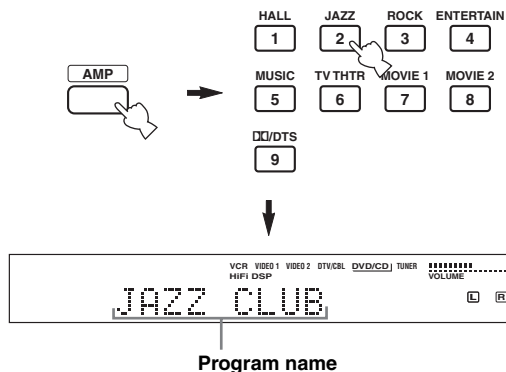 HALL JAZZ ROCK ENTERTAIN
1 2 3 4
AMP
MUSIC TV THTR MOVIE 1 MOVIE 2
5 6 7 8
DD/DTS
9
VCR VIDEO 1 VIDEO 2 DTV/CBL DVD/CD TUNER
HiFi DSP VOLUME
JAZZ CLUB L R
Program name